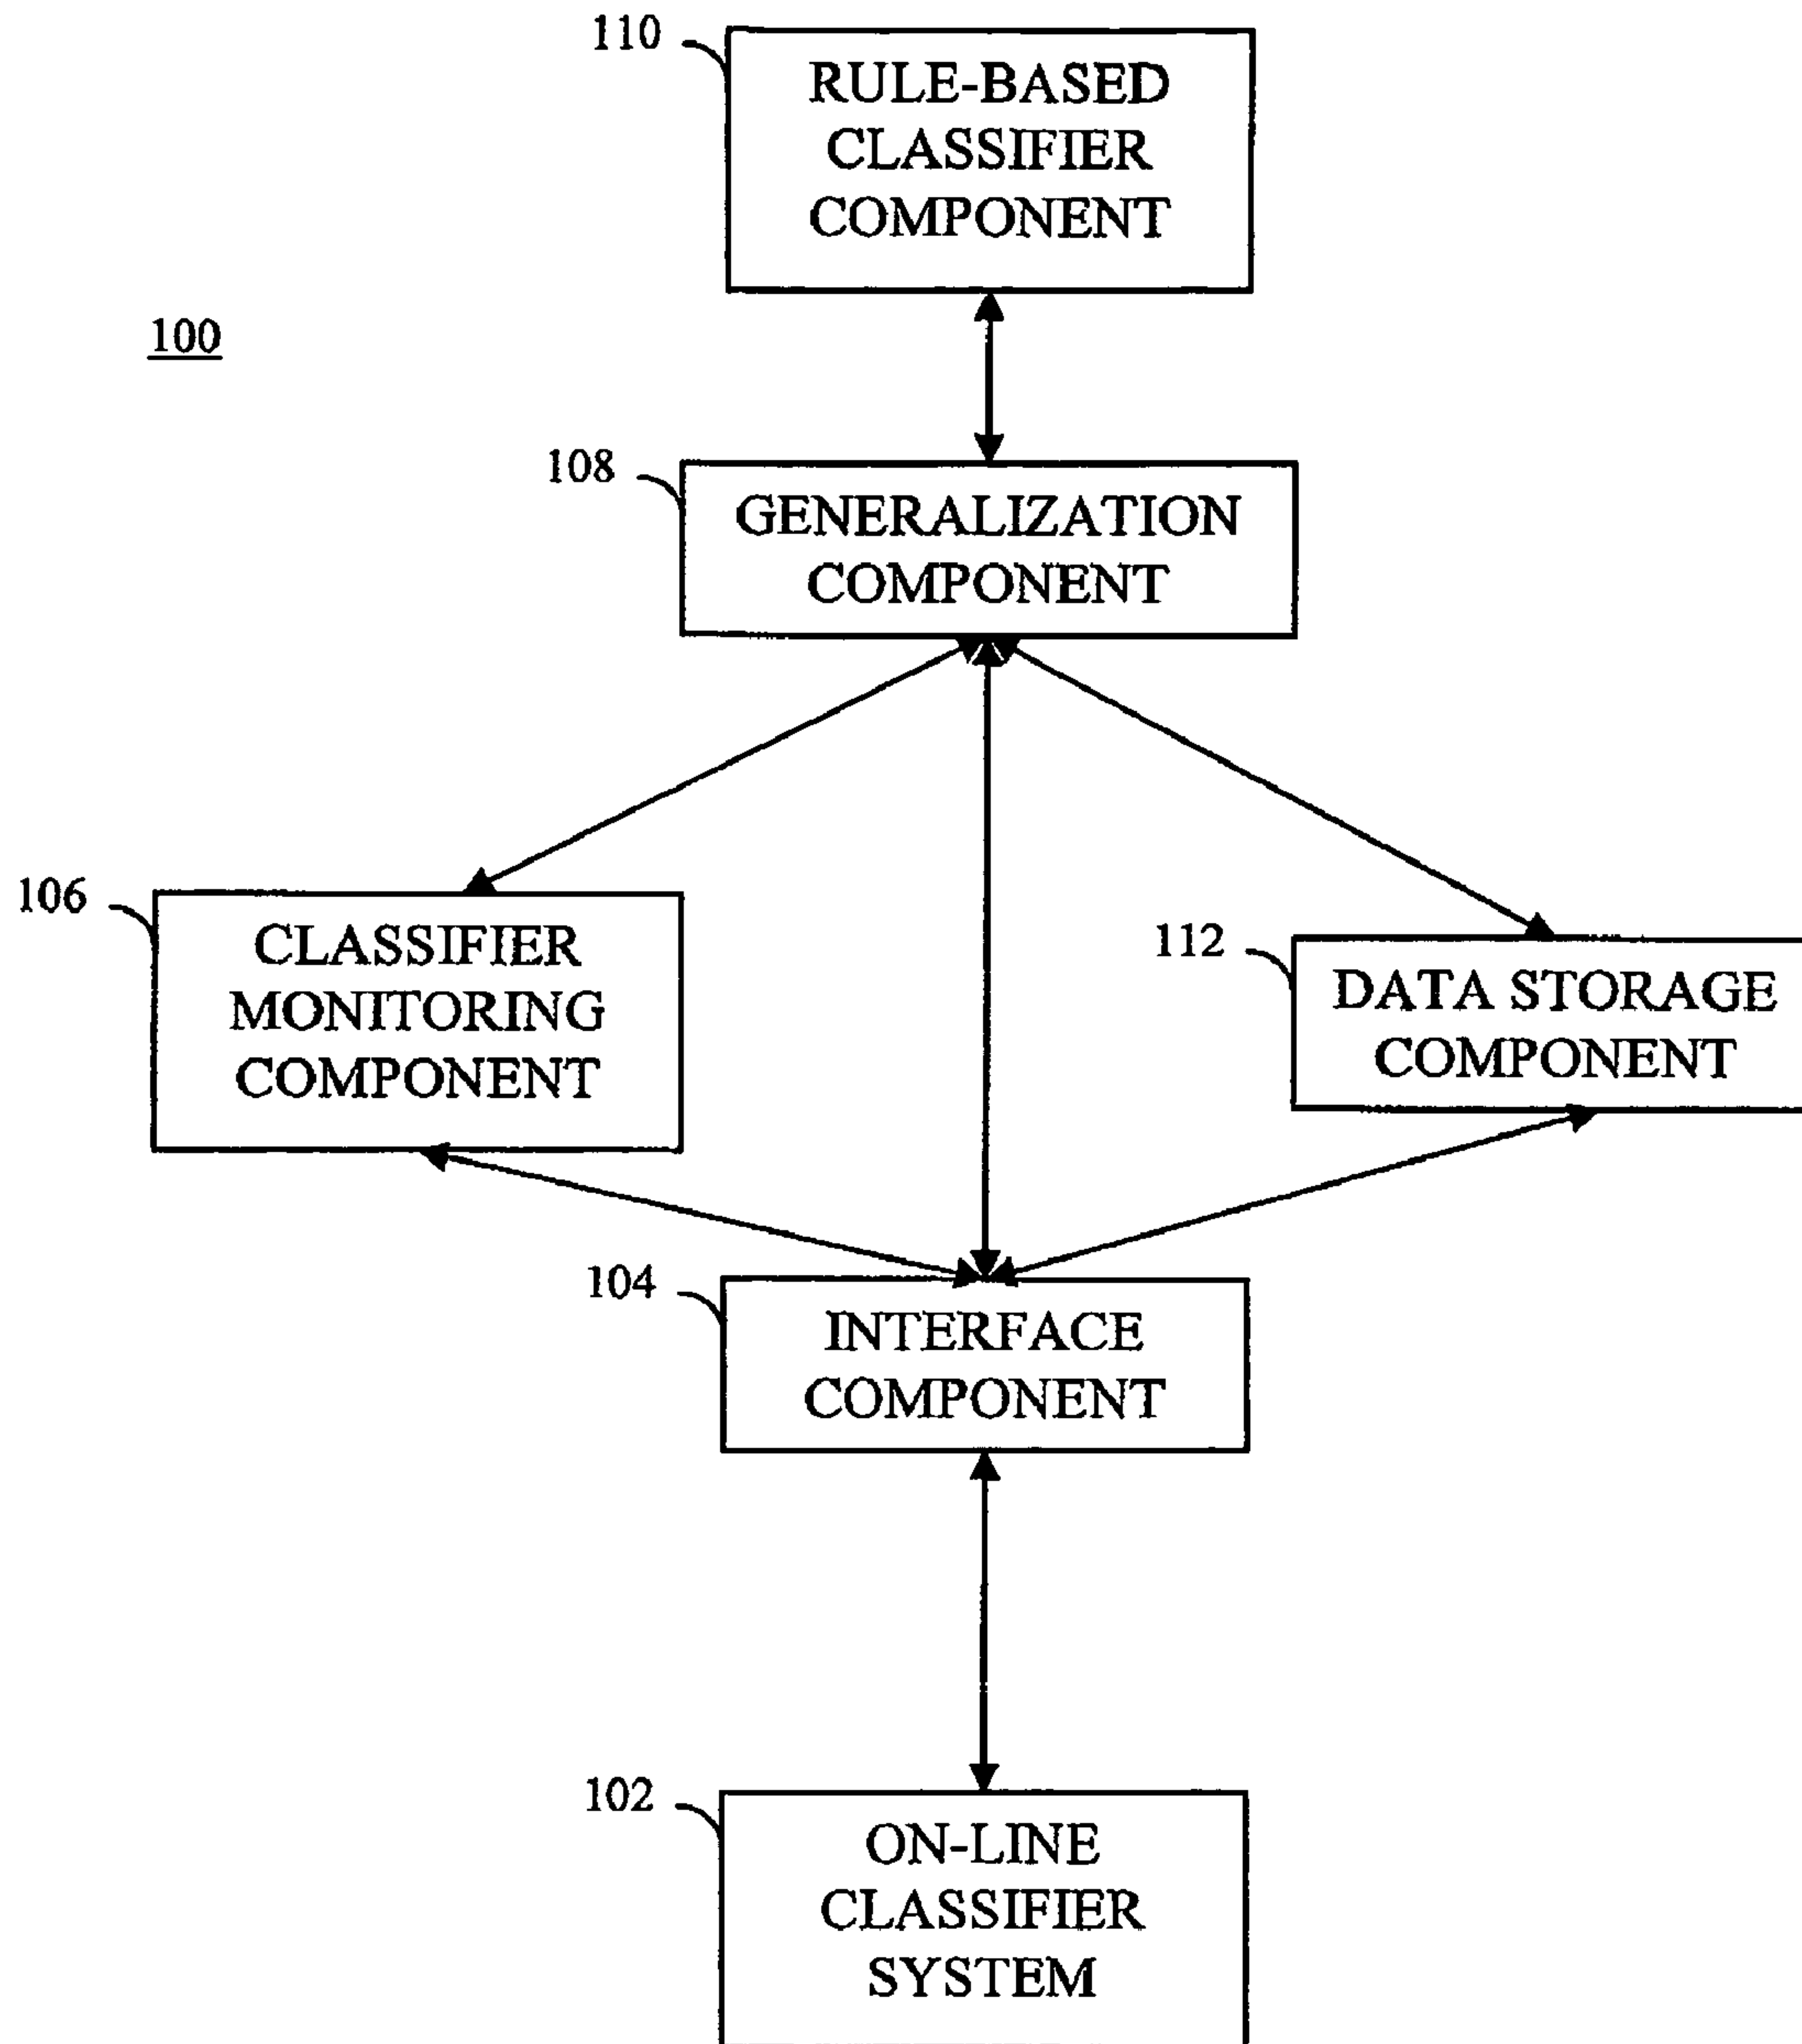 110
RULE-BASED
CLASSIFIER
COMPONENT
100
108
GENERALIZATION
COMPONENT
106
CLASSIFIER
MONITORING
COMPONENT
112
DATA STORAGE
COMPONENT
104
INTERFACE
COMPONENT
102
ON-LINE
CLASSIFIER
SYSTEM